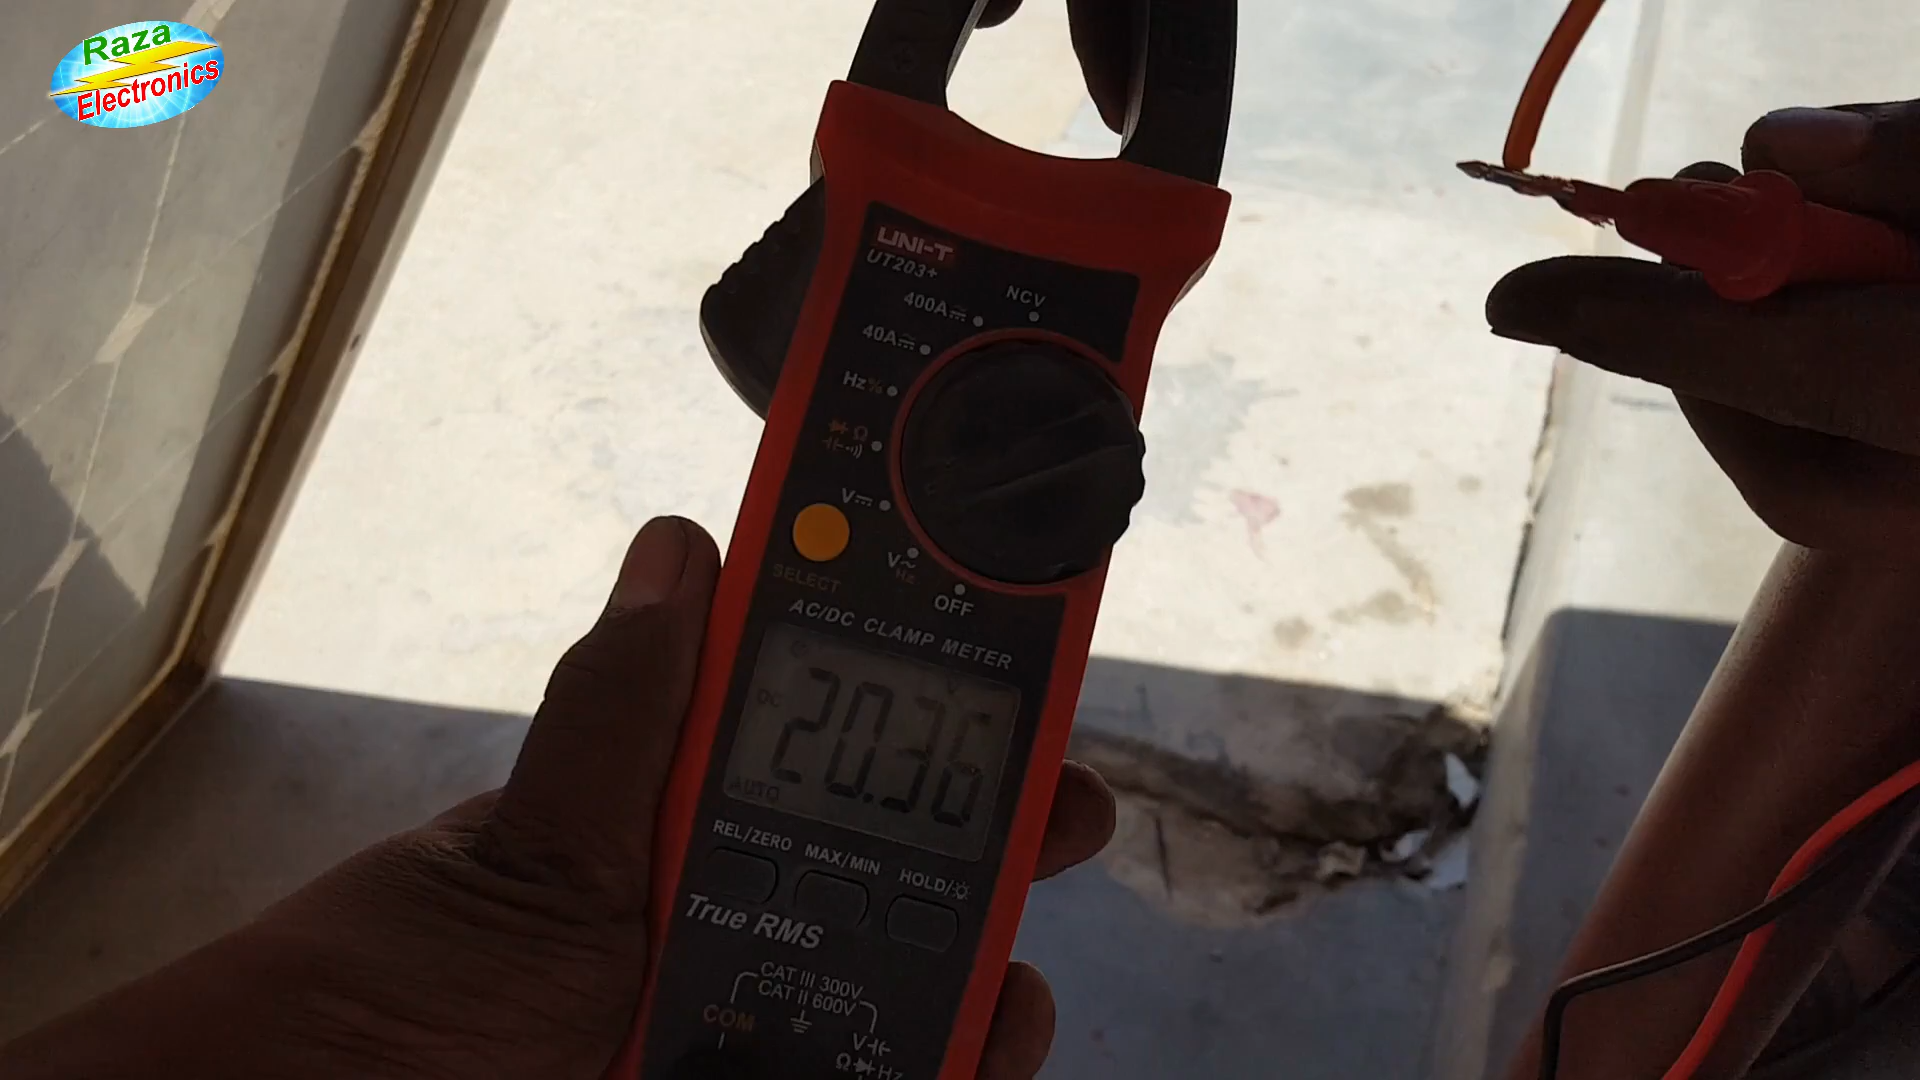 Raza
Electronics
UNI-T
UT203+
NCV
400A
40A
Hz%
Ω
V
V~
Hz
OFF
SELECT
AC/DC CLAMP METER
DC
V
20.36
AUTO
REL/ZERO MAX/MIN HOLD/
True RMS
CAT III 300V
CAT II 600V
COM
V
Ω Hz